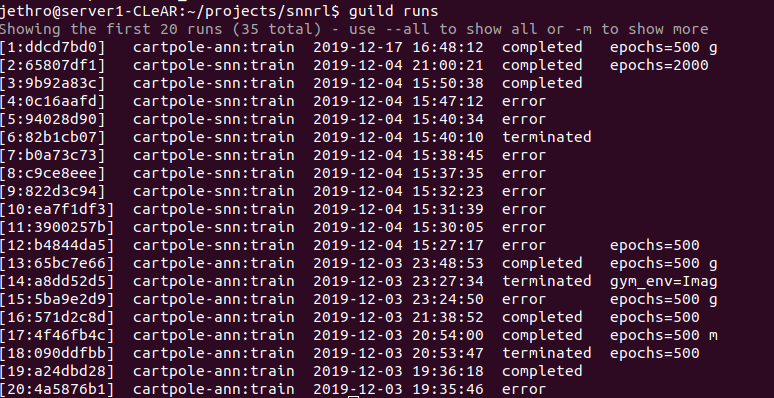 jethro@server1-CLeAR:~/projects/snnrl$ guild runs
Showing the first 20 runs (35 total) - use --all to show all or -m to show more
[1:ddcd7bd0] cartpole-ann:train 2019-12-17 16:48:12 completed epochs=500 g
[2:65807df1] cartpole-snn:train 2019-12-04 21:00:21 completed epochs=2000
[3:9b92a83c] cartpole-snn:train 2019-12-04 15:50:38 completed
[4:0c16aafd] cartpole-snn:train 2019-12-04 15:47:12 error
[5:94028d90] cartpole-snn:train 2019-12-04 15:40:34 error
[6:82b1cb07] cartpole-snn:train 2019-12-04 15:40:10 terminated
[7:b0a73c73] cartpole-snn:train 2019-12-04 15:38:45 error
[8:c9ce8eee] cartpole-snn:train 2019-12-04 15:37:35 error
[9:822d3c94] cartpole-snn:train 2019-12-04 15:32:23 error
[10:ea7f1df3] cartpole-snn:train 2019-12-04 15:31:39 error
[11:3900257b] cartpole-snn:train 2019-12-04 15:30:05 error
[12:b4844da5] cartpole-snn:train 2019-12-04 15:27:17 error epochs=500
[13:65bc7e66] cartpole-ann:train 2019-12-03 23:48:53 completed epochs=500 g
[14:a8dd52d5] cartpole-ann:train 2019-12-03 23:27:34 terminated gym_env=Imag
[15:5ba9e2d9] cartpole-ann:train 2019-12-03 23:24:50 error epochs=500 g
[16:571d2c8d] cartpole-ann:train 2019-12-03 21:38:52 completed epochs=500
[17:4f46fb4c] cartpole-ann:train 2019-12-03 20:54:00 completed epochs=500 m
[18:090ddfbb] cartpole-ann:train 2019-12-03 20:53:47 terminated epochs=500
[19:a24dbd28] cartpole-ann:train 2019-12-03 19:36:18 completed
[20:4a5876b1] cartpole-ann:train 2019-12-03 19:35:46 error